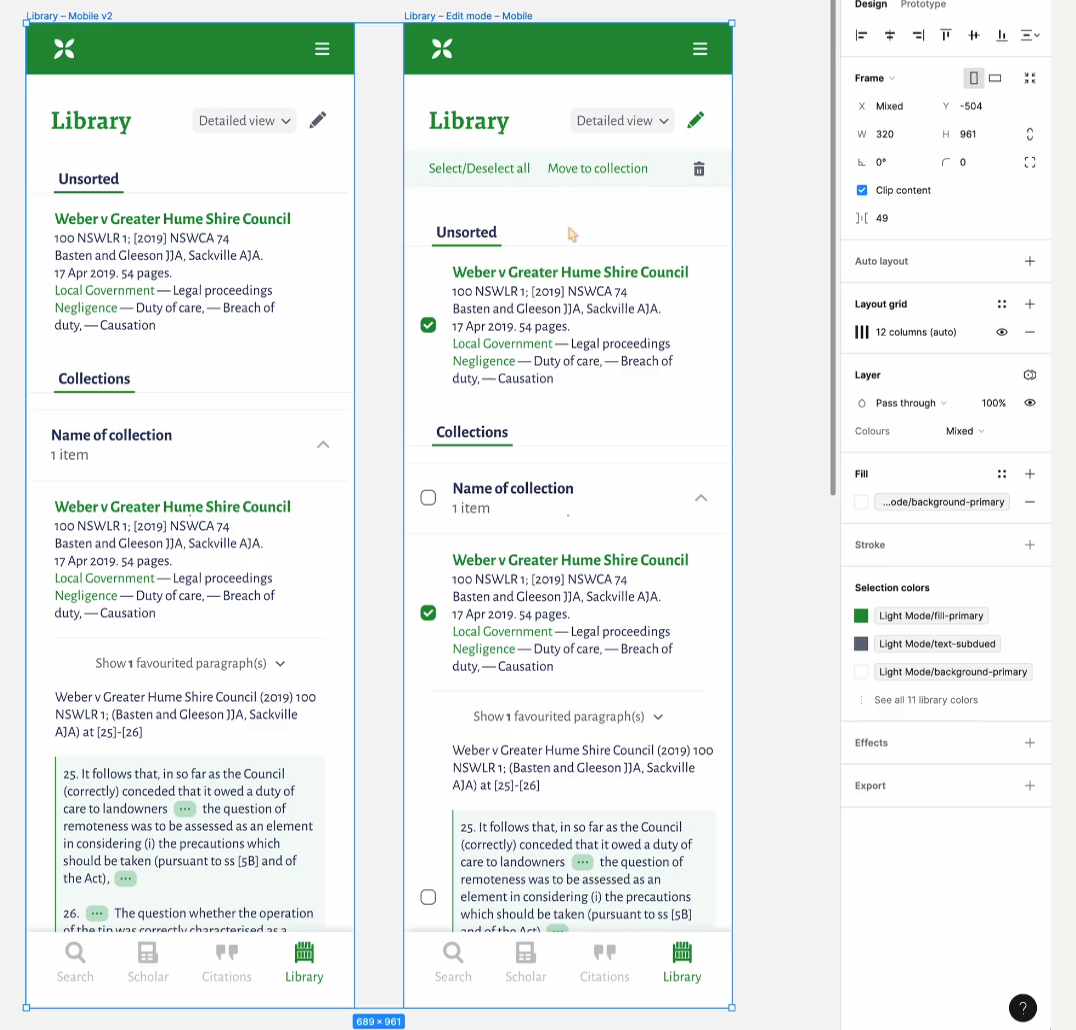 Library – Mobile v2
Library
Detailed view
Unsorted
Weber v Greater Hume Shire Council
100 NSWLR 1; [2019] NSWCA 74
Basten and Gleeson JJA, Sackville AJA.
17 Apr 2019. 54 pages.
Local Government — Legal proceedings
Negligence — Duty of care, — Breach of
duty, — Causation
Collections
Name of collection
1 item
Weber v Greater Hume Shire Council
100 NSWLR 1; [2019] NSWCA 74
Basten and Gleeson JJA, Sackville AJA.
17 Apr 2019. 54 pages.
Local Government — Legal proceedings
Negligence — Duty of care, — Breach of
duty, — Causation
Show 1 favourited paragraph(s)
Weber v Greater Hume Shire Council (2019) 100
NSWLR 1; (Basten and Gleeson JJA, Sackville
AJA) at [25]-[26]
25. It follows that, in so far as the Council
(correctly) conceded that it owed a duty of
care to landowners ··· the question of
remoteness was to be assessed as an element
in considering (i) the precautions which
should be taken (pursuant to ss [5B] and of
the Act), ···
26. ··· The question whether the operation
of the tip was correctly characterised as a
Search
Scholar
Citations
Library
Library – Edit mode – Mobile
Library
Detailed view
Select/Deselect all Move to collection
Unsorted
Weber v Greater Hume Shire Council
100 NSWLR 1; [2019] NSWCA 74
Basten and Gleeson JJA, Sackville AJA.
17 Apr 2019. 54 pages.
Local Government — Legal proceedings
Negligence — Duty of care, — Breach of
duty, — Causation
Collections
Name of collection
1 item
Weber v Greater Hume Shire Council
100 NSWLR 1; [2019] NSWCA 74
Basten and Gleeson JJA, Sackville AJA.
17 Apr 2019. 54 pages.
Local Government — Legal proceedings
Negligence — Duty of care, — Breach of
duty, — Causation
Show 1 favourited paragraph(s)
Weber v Greater Hume Shire Council (2019) 100
NSWLR 1; (Basten and Gleeson JJA, Sackville
AJA) at [25]-[26]
25. It follows that, in so far as the Council
(correctly) conceded that it owed a duty of
care to landowners ··· the question of
remoteness was to be assessed as an
element in considering (i) the precautions
which should be taken (pursuant to ss [5B]
and of the Act) ···
Search
Scholar
Citations
Library
689 × 961
Design Prototype
Frame
X Mixed Y -504
W 320 H 961
0° 0
Clip content
49
Auto layout
Layout grid
12 columns (auto)
Layer
Pass through 100%
Colours Mixed
Fill
...ode/background-primary
Stroke
Selection colors
Light Mode/fill-primary
Light Mode/text-subdued
Light Mode/background-primary
See all 11 library colors
Effects
Export
?